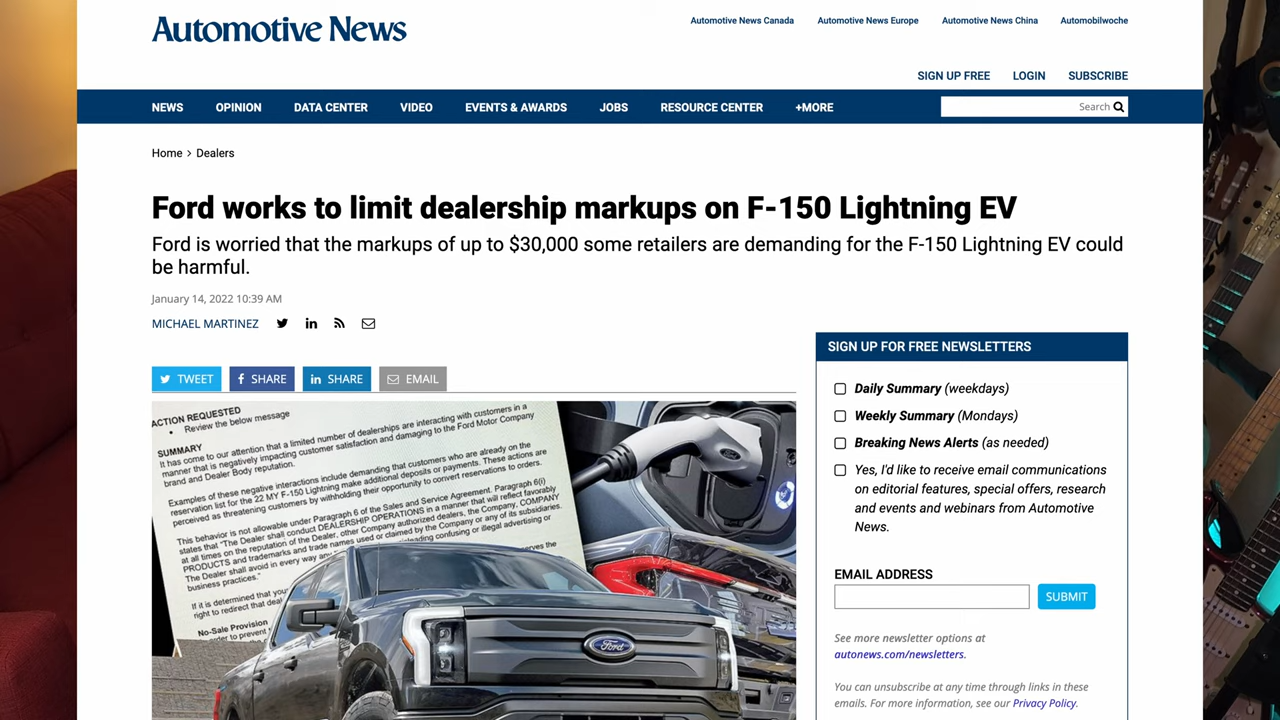 Automotive News
Automotive News Canada Automotive News Europe Automotive News China Automobilwoche
SIGN UP FREE LOGIN SUBSCRIBE
NEWS OPINION DATA CENTER VIDEO EVENTS & AWARDS JOBS RESOURCE CENTER +MORE Search
Home > Dealers
Ford works to limit dealership markups on F-150 Lightning EV
Ford is worried that the markups of up to $30,000 some retailers are demanding for the F-150 Lightning EV could
be harmful.
January 14, 2022 10:39 AM
MICHAEL MARTINEZ
TWEET SHARE SHARE EMAIL
ACTION REQUESTED
• Review the below message
SUMMARY
It has come to our attention that a limited number of dealerships are interacting with customers in a
manner that is negatively impacting customer satisfaction and damaging to the Ford Motor Company
brand and Dealer Body reputation.
Examples of these negative interactions include demanding that customers who are already on the
reservation list for the 22 MY F-150 Lightning make additional deposits or payments. These actions are
perceived as threatening customers by withholding their opportunity to convert reservations to orders.
This behavior is not allowable under Paragraph 6 of the Sales and Service Agreement. Paragraph 6(i)
states that "The Dealer shall conduct DEALERSHIP OPERATIONS in a manner that will reflect favorably
at all times on the reputation of the Dealer, other Company authorized dealers, the Company, COMPANY
PRODUCTS and trademarks and trade names used or claimed by the Company or any of its subsidiaries.
The Dealer shall avoid in every way any confusing or illegal advertising or
business practices."
If it is determined that
right to redirect that
No-Sale Provision
order to prevent
Ford
SIGN UP FOR FREE NEWSLETTERS
Daily Summary (weekdays)
Weekly Summary (Mondays)
Breaking News Alerts (as needed)
Yes, I'd like to receive email communications
on editorial features, special offers, research
and events and webinars from Automotive
News.
EMAIL ADDRESS
SUBMIT
See more newsletter options at
autonews.com/newsletters.
You can unsubscribe at any time through links in these
emails. For more information, see our Privacy Policy.